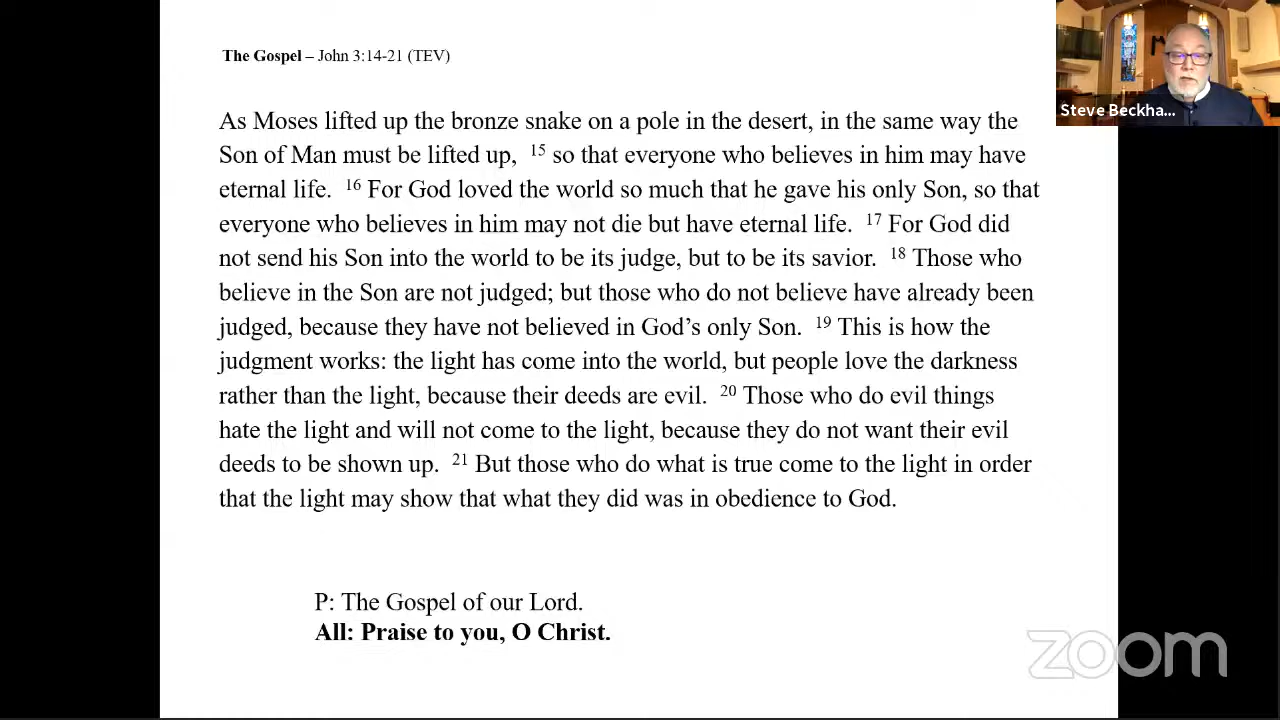 The Gospel – John 3:14-21 (TEV)
Steve Beckha...
As Moses lifted up the bronze snake on a pole in the desert, in the same way the
Son of Man must be lifted up, 15 so that everyone who believes in him may have
eternal life. 16 For God loved the world so much that he gave his only Son, so that
everyone who believes in him may not die but have eternal life. 17 For God did
not send his Son into the world to be its judge, but to be its savior. 18 Those who
believe in the Son are not judged; but those who do not believe have already been
judged, because they have not believed in God’s only Son. 19 This is how the
judgment works: the light has come into the world, but people love the darkness
rather than the light, because their deeds are evil. 20 Those who do evil things
hate the light and will not come to the light, because they do not want their evil
deeds to be shown up. 21 But those who do what is true come to the light in order
that the light may show that what they did was in obedience to God.
P: The Gospel of our Lord.
All: Praise to you, O Christ.
zoom